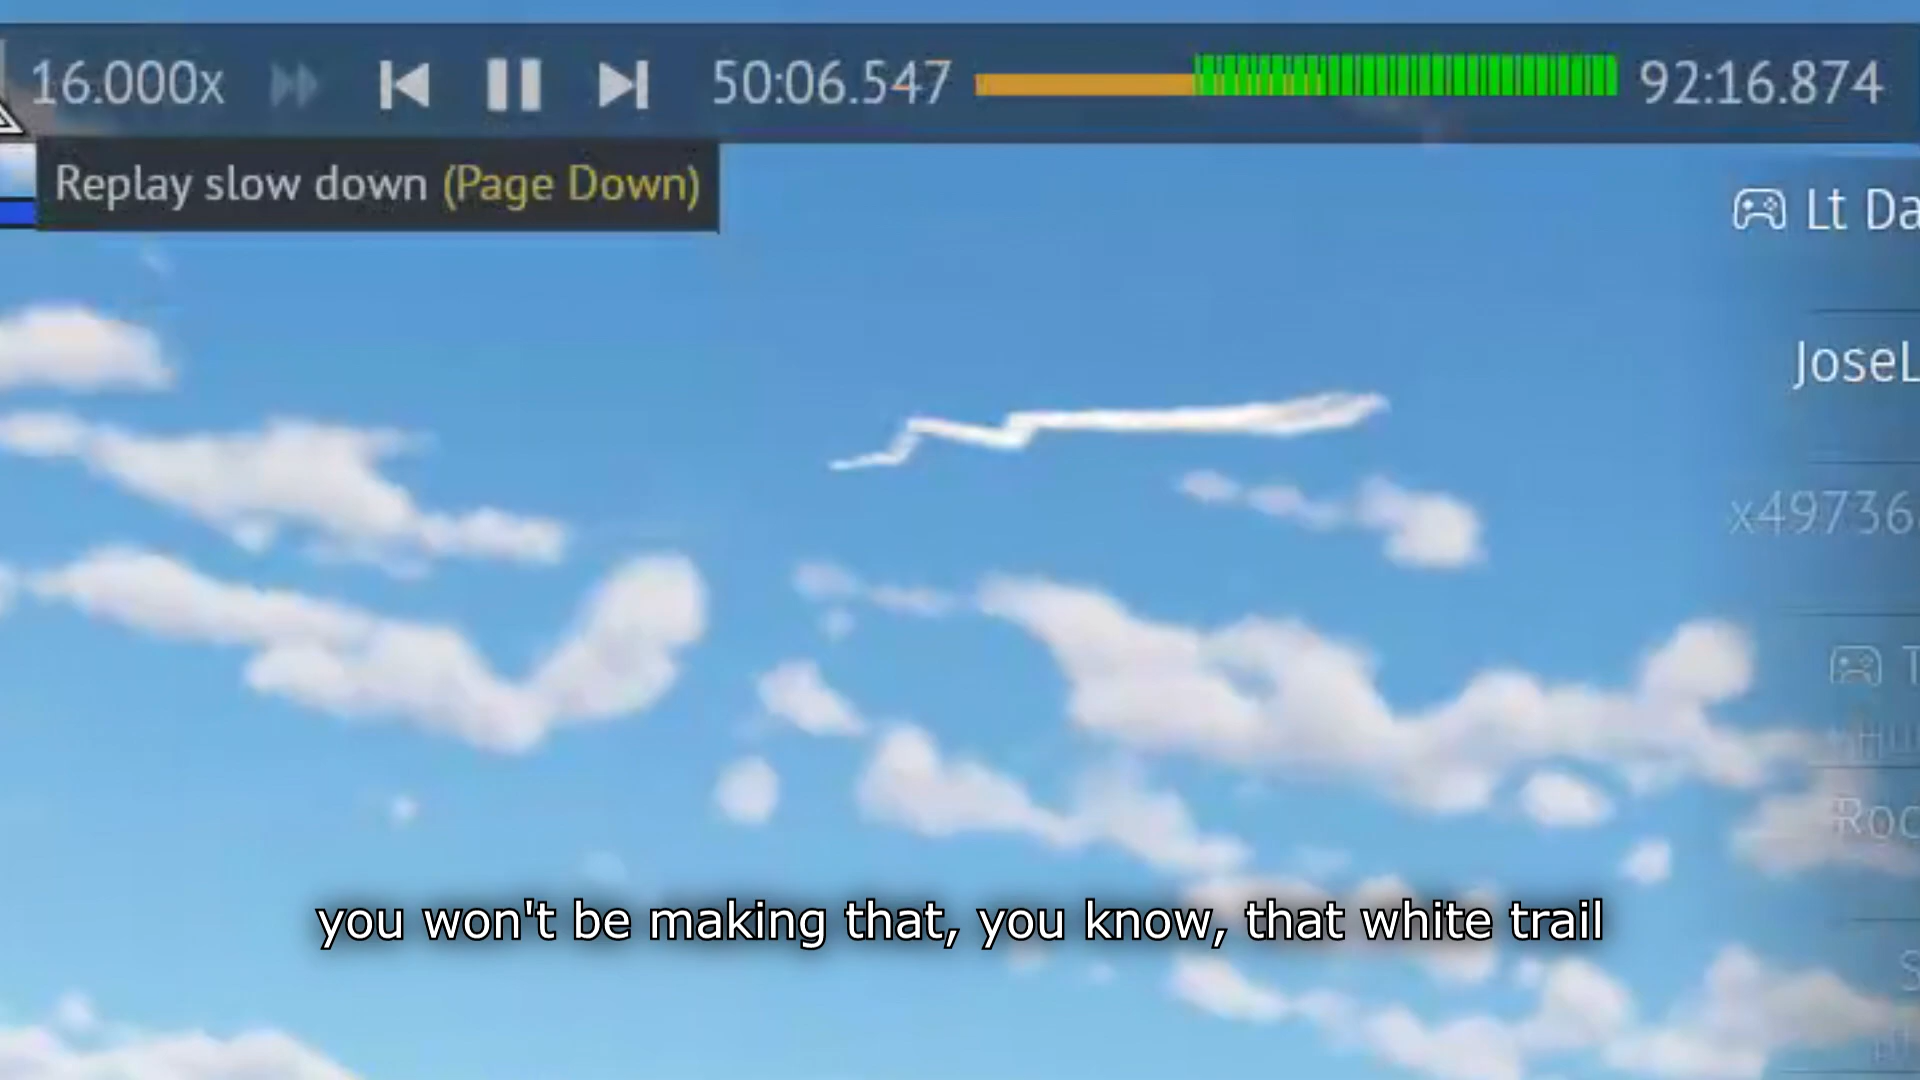 16.000x 50:06.547 92:16.874
Replay slow down (Page Down)
Lt Da
JoseL
x49736
Roc
you won't be making that, you know, that white trail